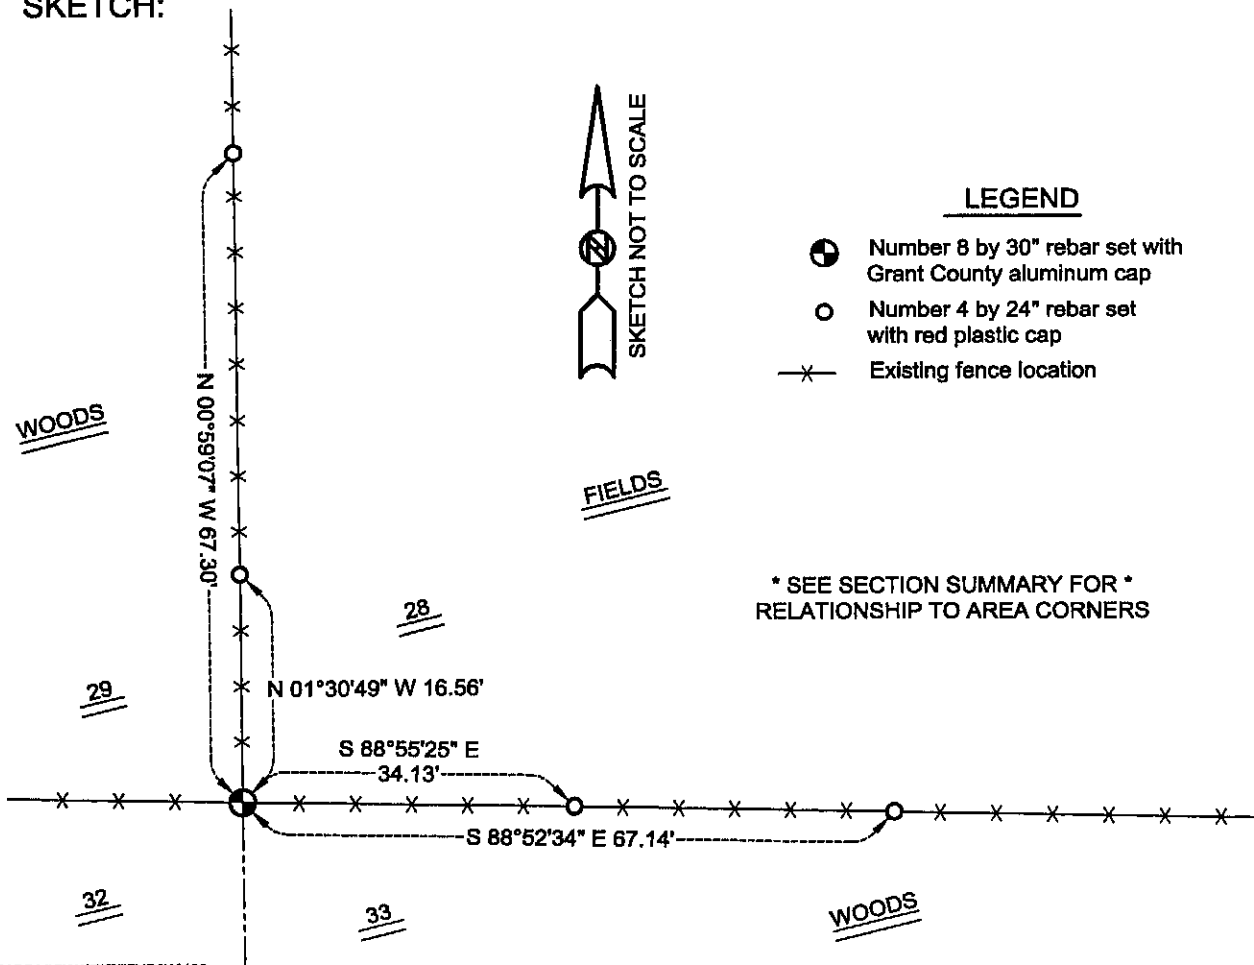 SKETCH:
SKETCH NOT TO SCALE
N
LEGEND
Number 8 by 30" rebar set with
Grant County aluminum cap
Number 4 by 24" rebar set
with red plastic cap
Existing fence location
WOODS
N 00°59'07" W 67.30'
FIELDS
* SEE SECTION SUMMARY FOR *
RELATIONSHIP TO AREA CORNERS
28
29
N 01°30'49" W 16.56'
S 88°55'25" E
34.13'
S 88°52'34" E 67.14'
32
33
WOODS